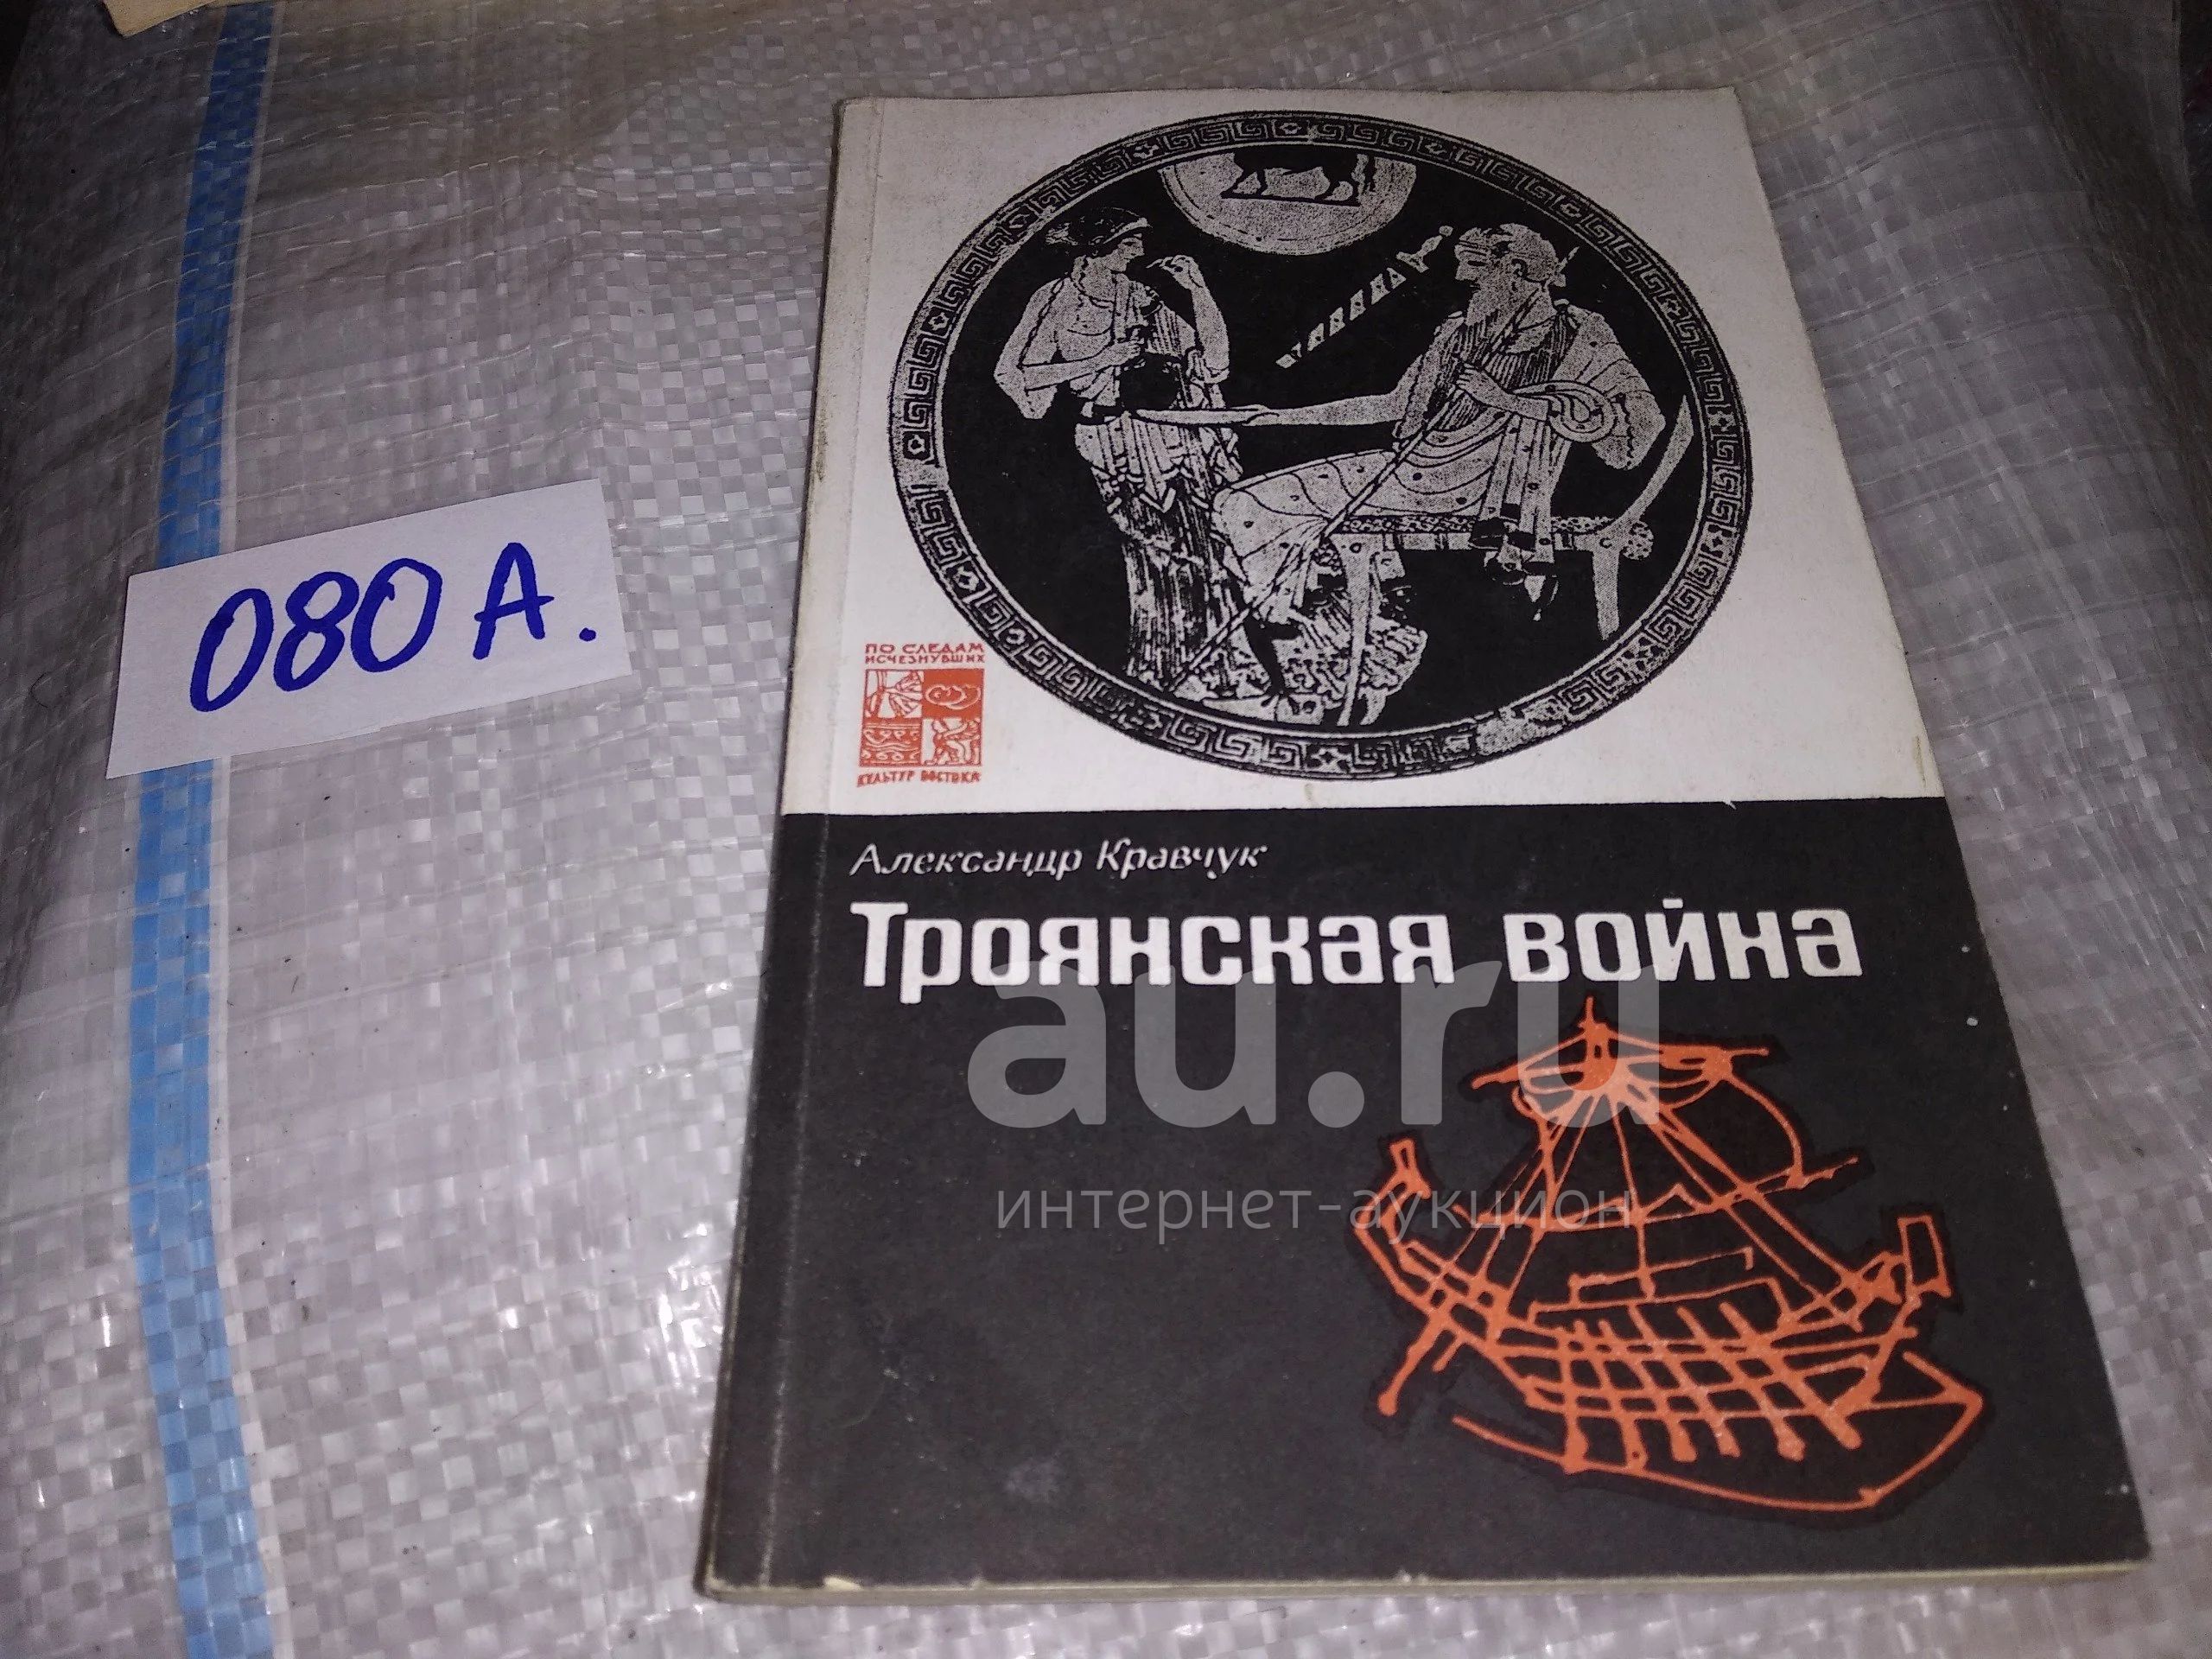 080 А.
ПО СЛЕДАМ
ИСЧЕЗНУВШИХ
КУЛЬТУР ВОСТОКА
Александр Кравчук
Троянская война
au.ru
интернет-аукцион